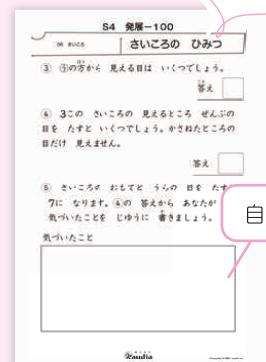 S4 発展－100
さいころの ひみつ
③ ①の方から 見える目は いくつでしょう。
答え
④ 3この さいころの 見えるところ ぜんぶの
目を たすと いくつでしょう。かさねたところの
目だけ 見えません。
答え
⑤ さいころの おもてと うらの 目を たす
7に なります。④の 答えから あなたが
気づいたことを じゆうに 書きましょう。
気づいたこと
自